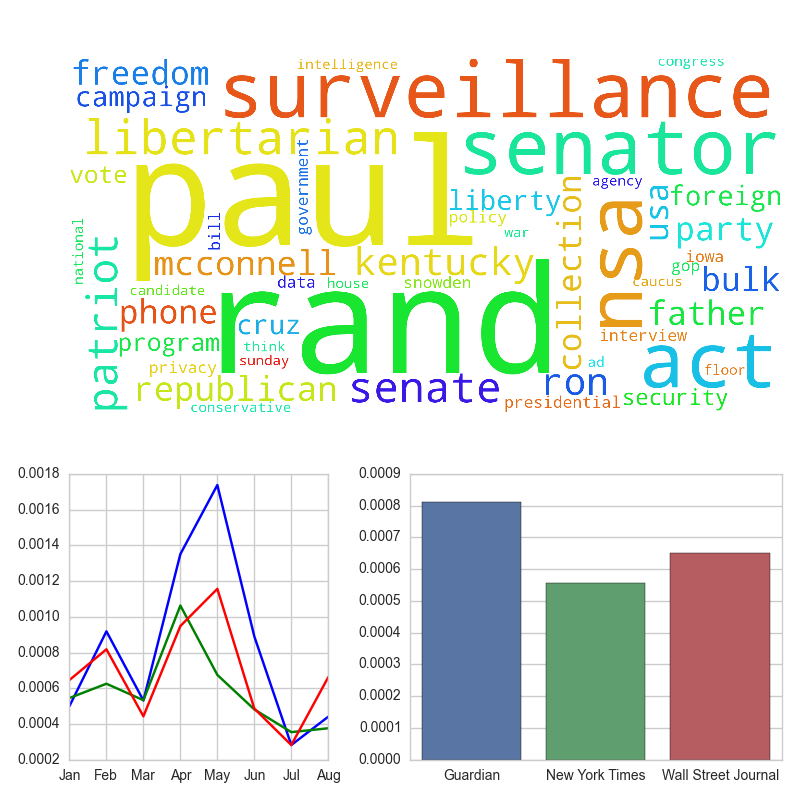 freedom
intelligence
congress
campaign
surveillance
libertarian
senator
paul
vote
government
agency
liberty
usa
foreign
policy
collection
nsa
party
national
bill
war
patriot
mcconnell
kentucky
iowa
gop
bulk
data
house
snowden
caucus
candidate
rand
phone
cruz
father
program
think
interview
act
privacy
sunday
ad
floor
republican
senate
ron
security
conservative
presidential
0.0018
0.0016
0.0014
0.0012
0.0010
0.0008
0.0006
0.0004
0.0002
Jan Feb Mar Apr May Jun Jul Aug
0.0009
0.0008
0.0007
0.0006
0.0005
0.0004
0.0003
0.0002
0.0001
0.0000
Guardian New York Times Wall Street Journal